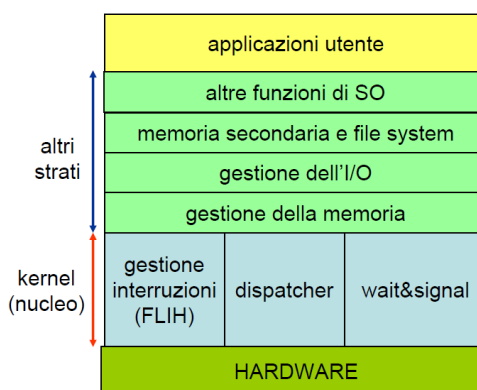 applicazioni utente
altre funzioni di SO
memoria secondaria e file system
gestione dell'I/O
gestione della memoria
altri
strati
kernel
(nucleo)
gestione
interruzioni
(FLIH)
dispatcher
wait&signal
HARDWARE